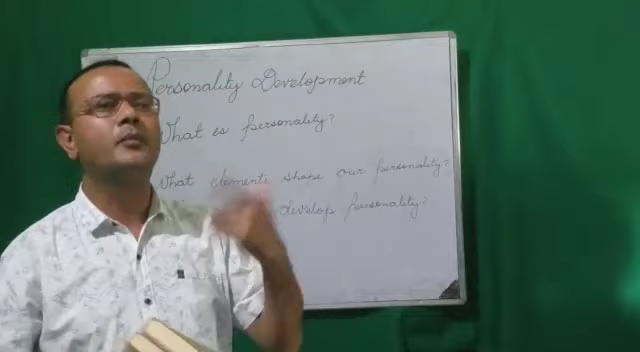 Personality Development
What is personality?
What elements shape our personality?
develop personality?